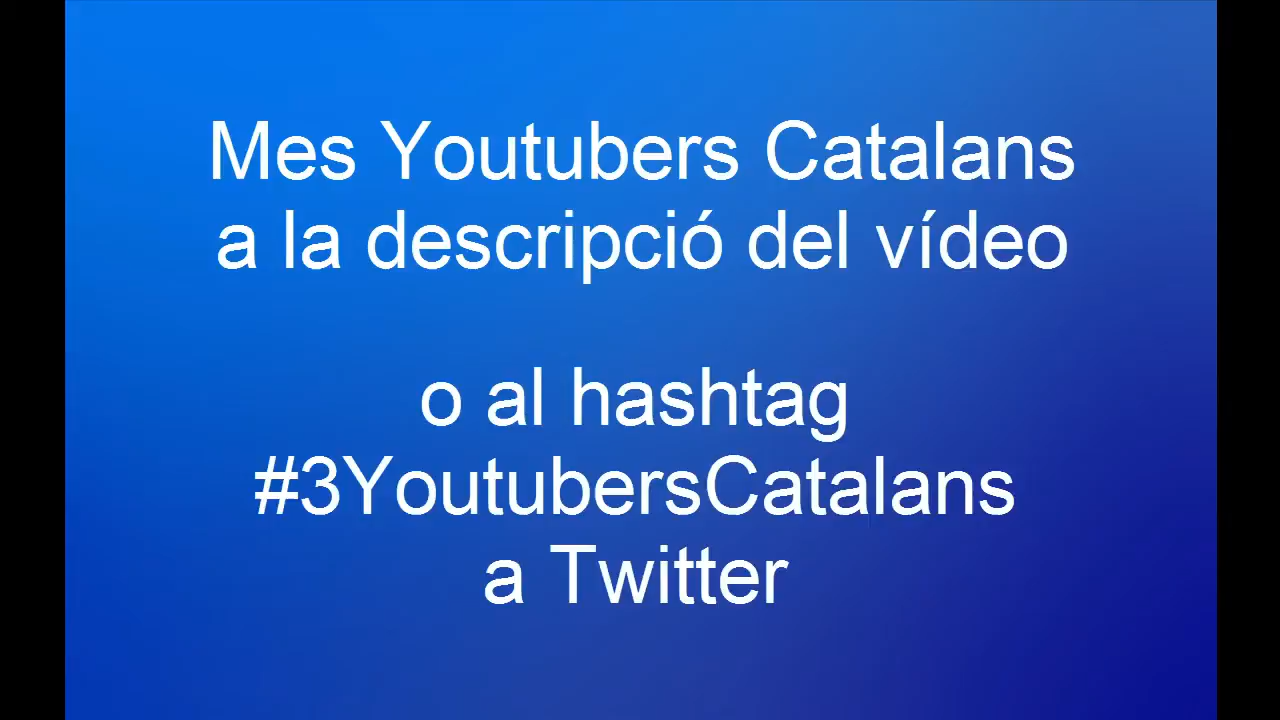 Mes Youtubers Catalans
a la descripció del vídeo
o al hashtag
#3YoutubersCatalans
a Twitter